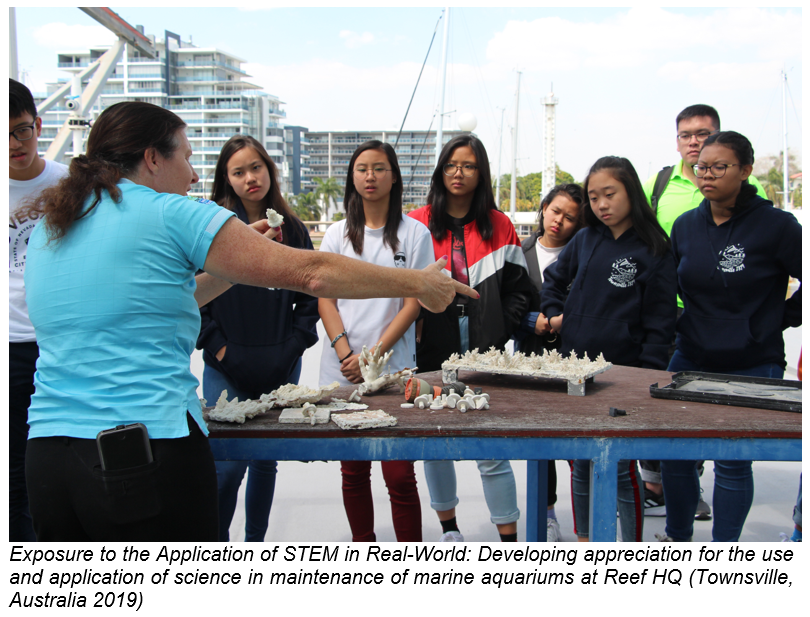 Exposure to the Application of STEM in Real-World: Developing appreciation for the use
and application of science in maintenance of marine aquariums at Reef HQ (Townsville,
Australia 2019)